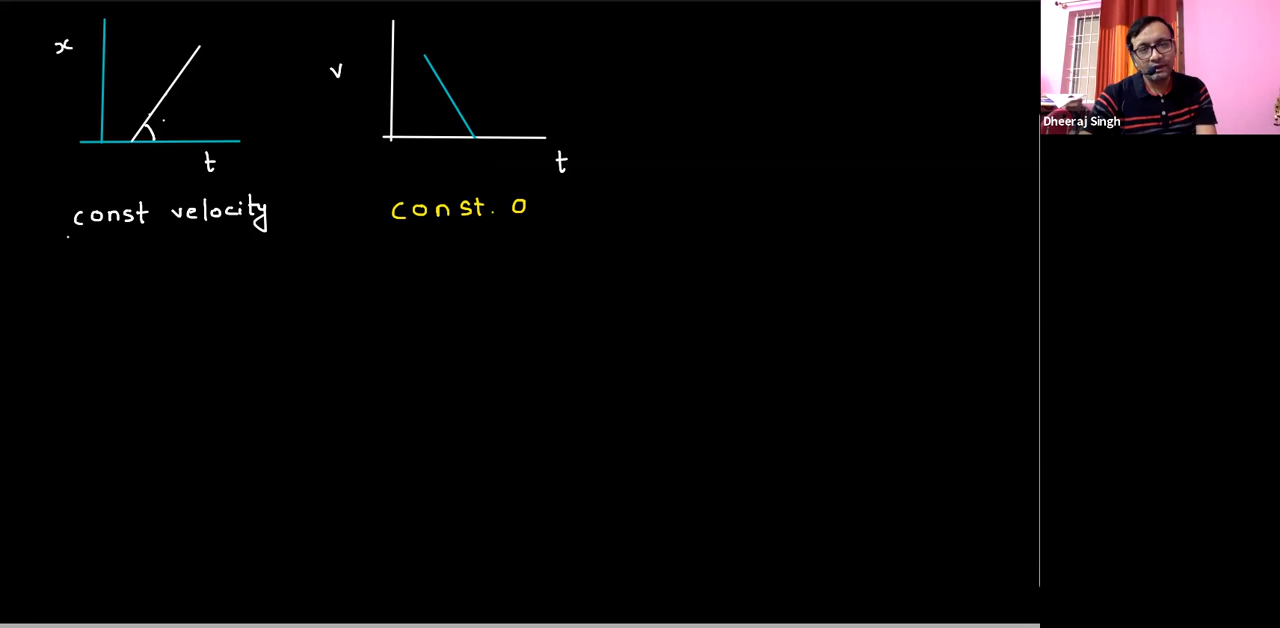 x
v
t
t
const velocity
const. o
Dheeraj Singh